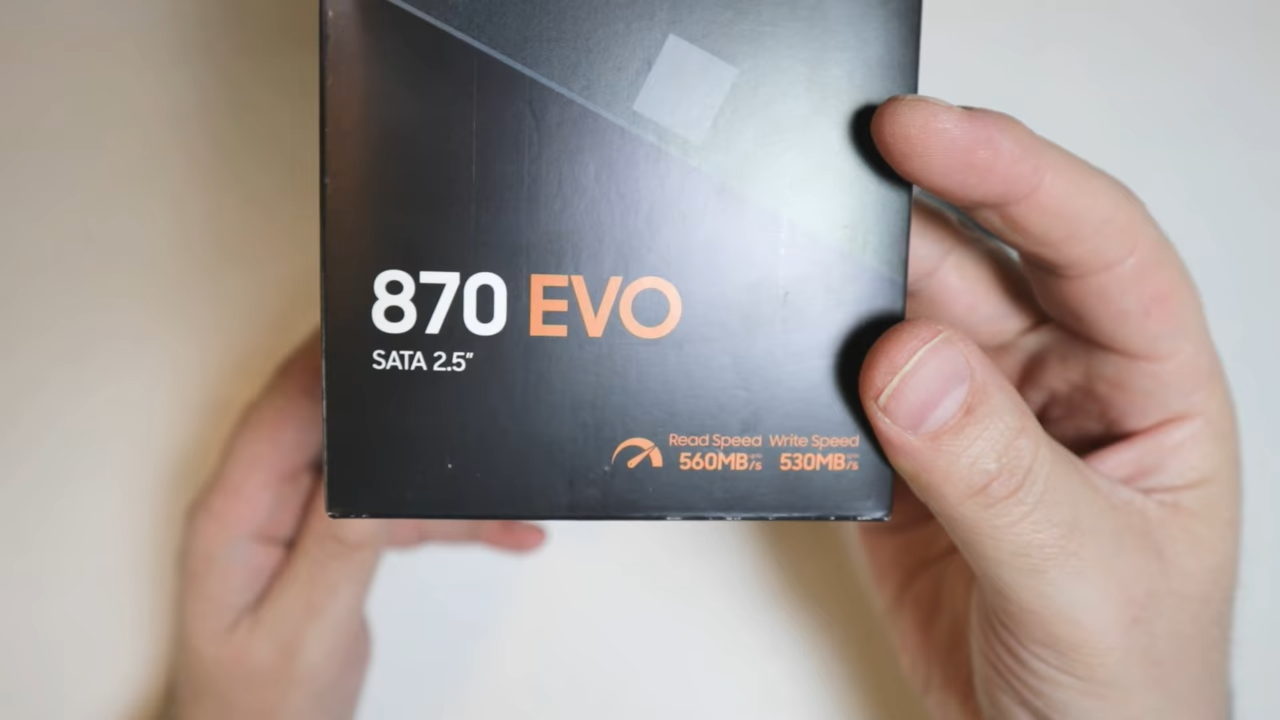 870 EVO
SATA 2.5"
Read Speed Write Speed
560MB/s 530MB/s